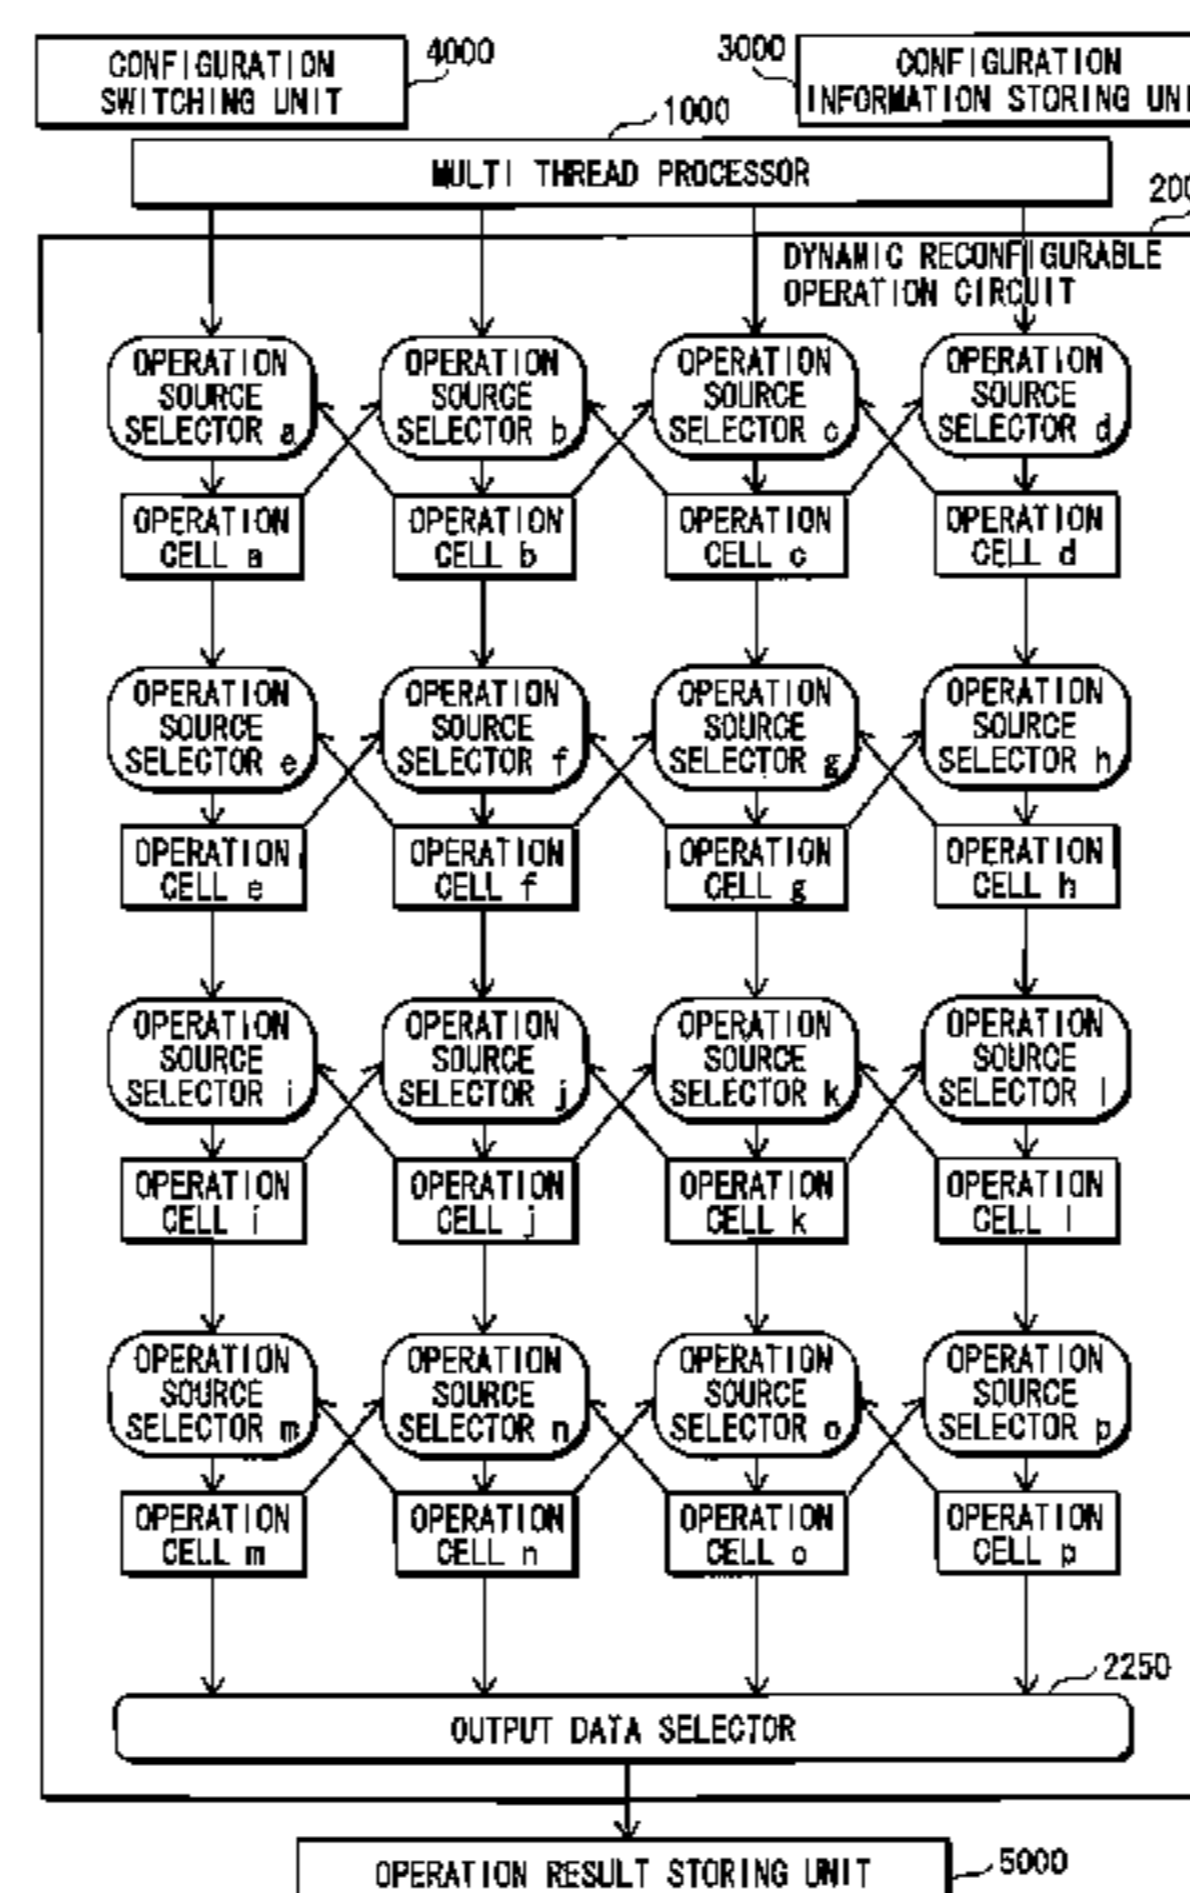 CONFIGURATION
SWITCHING UNIT
4000
3000
CONFIGURATION
INFORMATION STORING UNI
1000
MULTI THREAD PROCESSOR
200
DYNAMIC RECONFIGURABLE
OPERATION CIRCUIT
OPERATION
SOURCE
SELECTOR a
OPERATION
SOURCE
SELECTOR b
OPERATION
SOURCE
SELECTOR c
OPERATION
SOURCE
SELECTOR d
OPERATION
CELL a
OPERATION
CELL b
OPERATION
CELL c
OPERATION
CELL d
OPERATION
SOURCE
SELECTOR e
OPERATION
SOURCE
SELECTOR f
OPERATION
SOURCE
SELECTOR g
OPERATION
SOURCE
SELECTOR h
OPERATION
CELL e
OPERATION
CELL f
OPERATION
CELL g
OPERATION
CELL h
OPERATION
SOURCE
SELECTOR i
OPERATION
SOURCE
SELECTOR j
OPERATION
SOURCE
SELECTOR k
OPERATION
SOURCE
SELECTOR l
OPERATION
CELL i
OPERATION
CELL j
OPERATION
CELL k
OPERATION
CELL l
OPERATION
SOURCE
SELECTOR m
OPERATION
SOURCE
SELECTOR n
OPERATION
SOURCE
SELECTOR o
OPERATION
SOURCE
SELECTOR p
OPERATION
CELL m
OPERATION
CELL n
OPERATION
CELL o
OPERATION
CELL p
2250
OUTPUT DATA SELECTOR
OPERATION RESULT STORING UNIT
5000